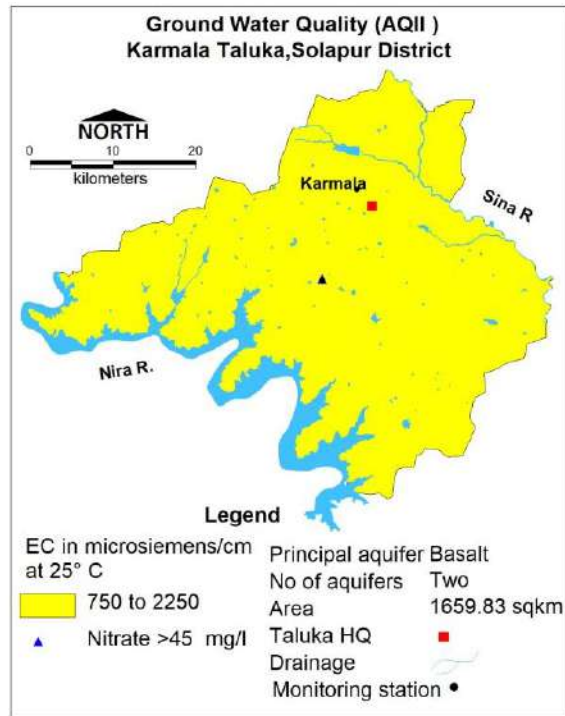 Ground Water Quality (AQII )
Karmala Taluka,Solapur District
NORTH
0 10 20
kilometers
Karmala
Sina R
Nira R.
Legend
EC in microsiemens/cm
at 25° C
750 to 2250
Nitrate >45 mg/l
Principal aquifer Basalt
No of aquifers Two
Area 1659.83 sqkm
Taluka HQ
Drainage
Monitoring station